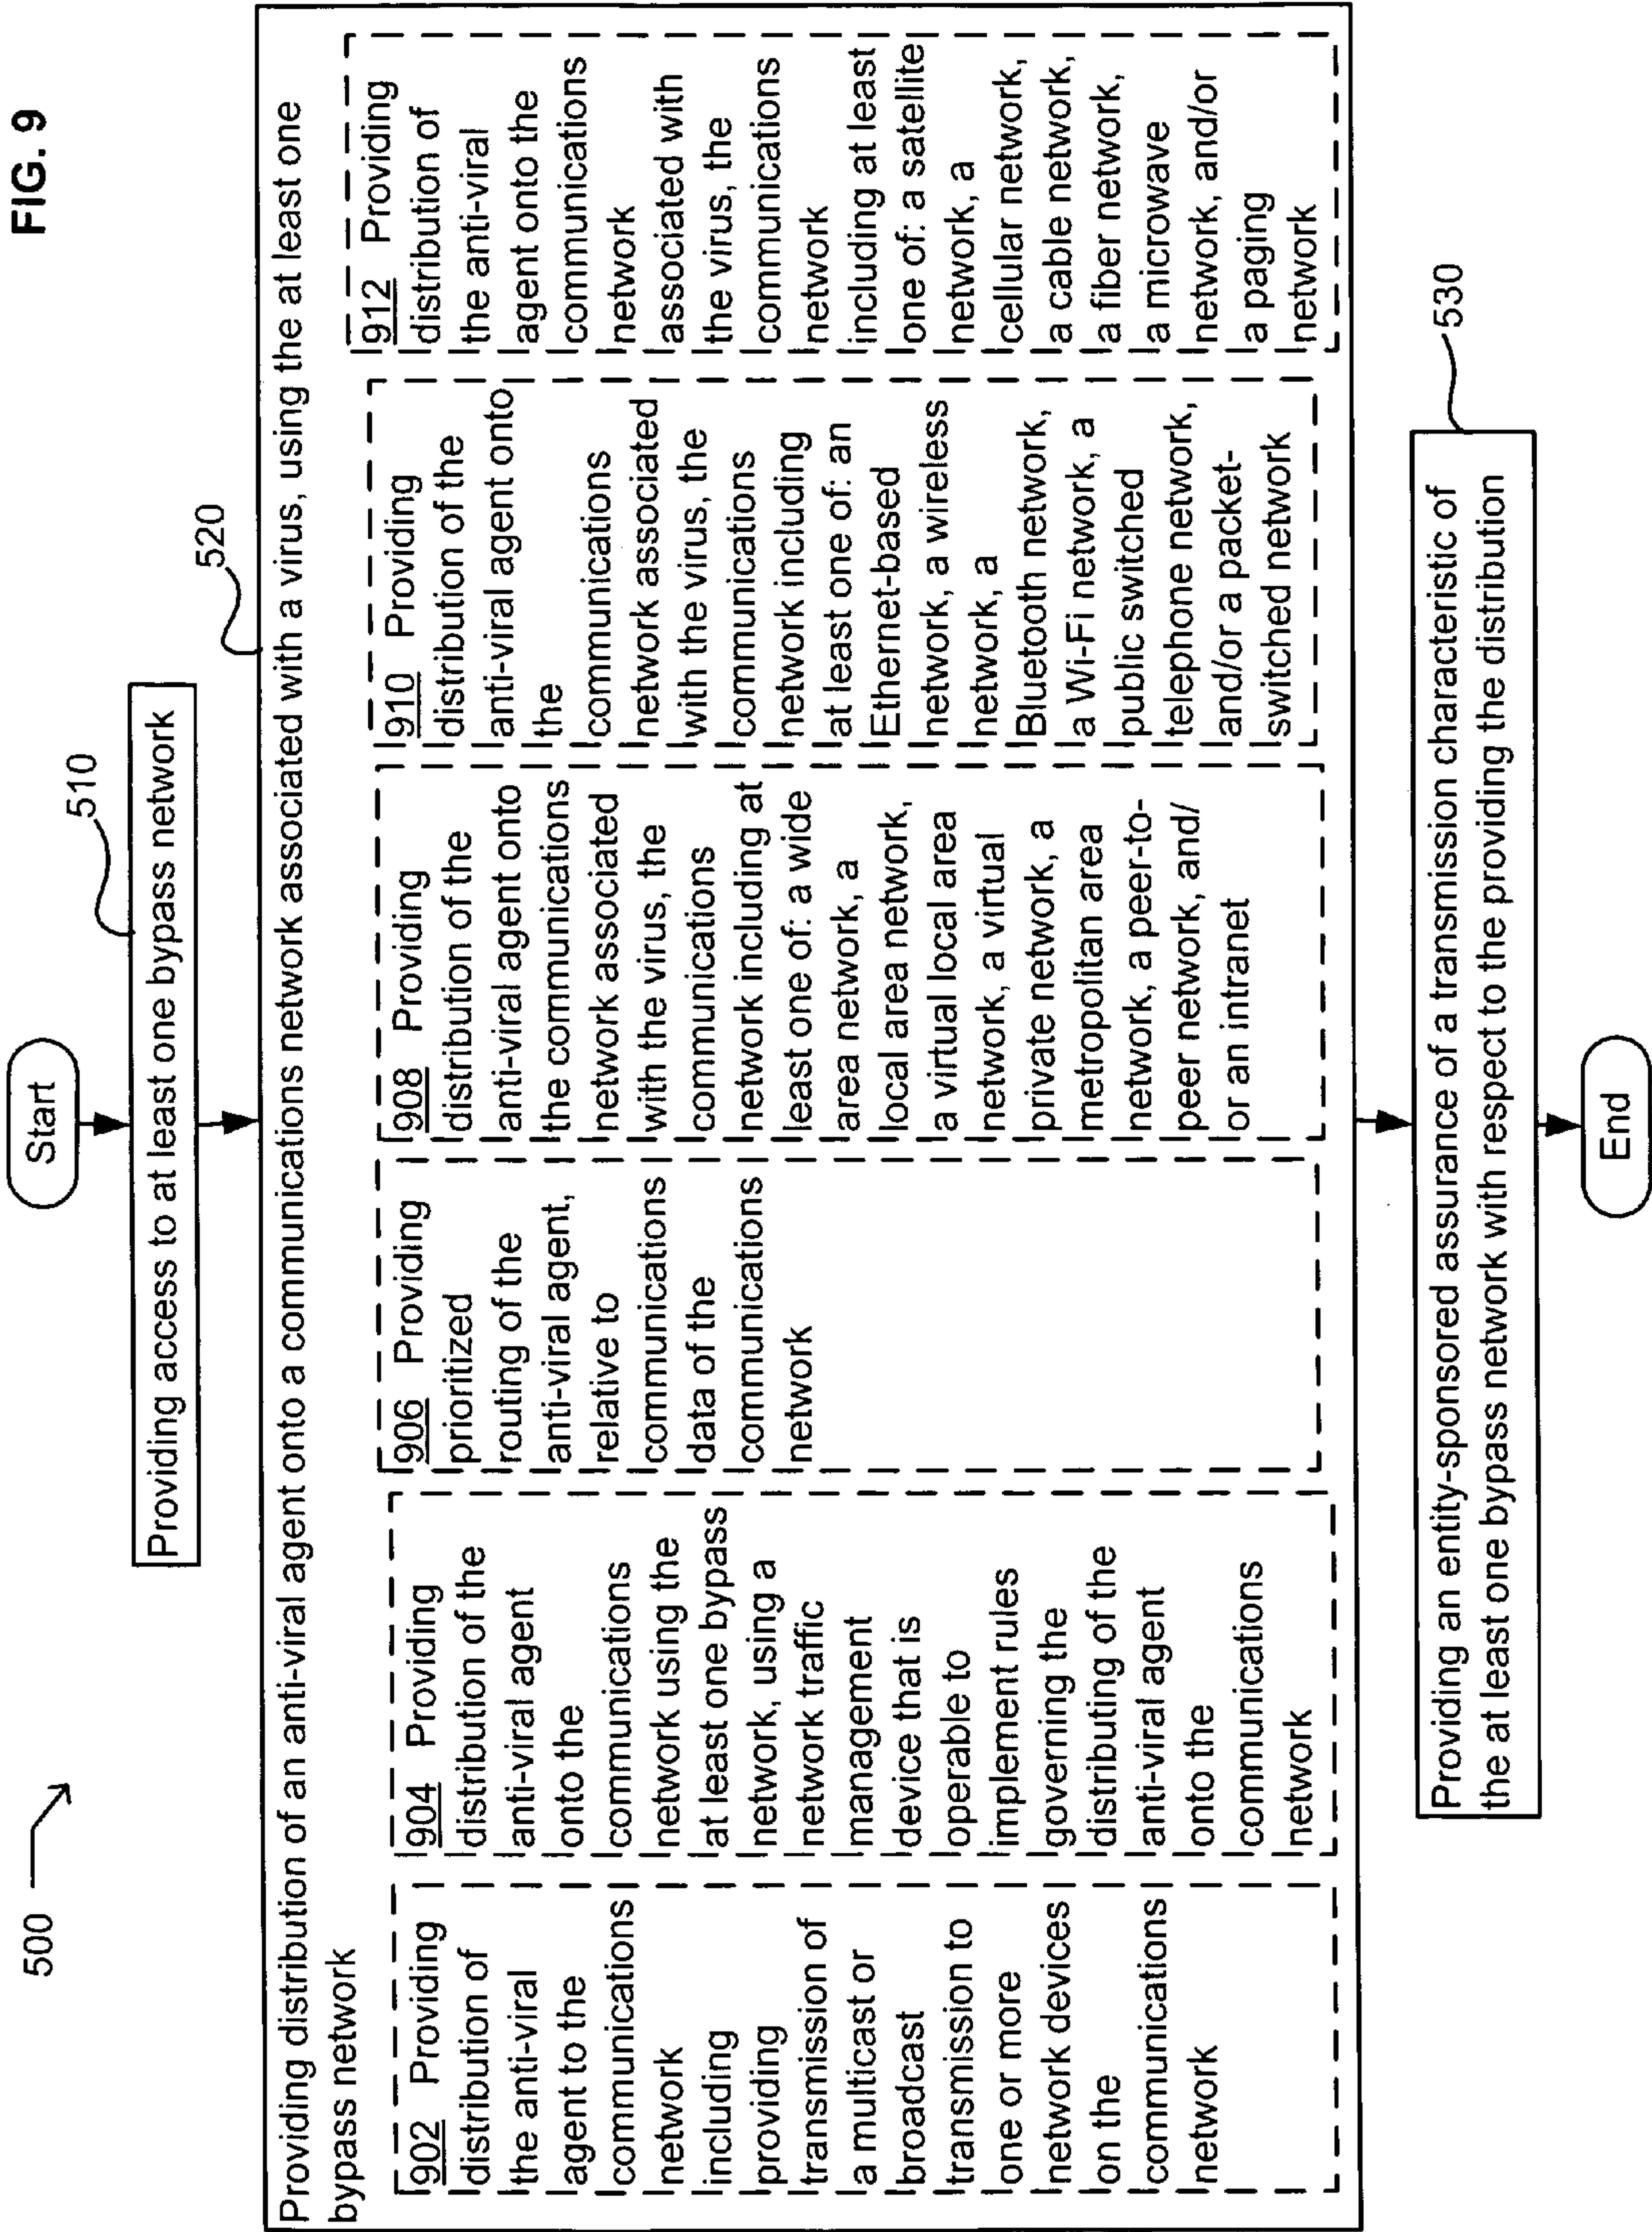 FIG. 9
500
Start
510
Providing access to at least one bypass network
520
Providing distribution of an anti-viral agent onto a communications network associated with a virus, using the at least one
bypass network
902 Providing
distribution of
the anti-viral
agent to the
communications
network
including
providing
transmission of
a multicast or
broadcast
transmission to
one or more
network devices
on the
communications
network
904 Providing
distribution of the
anti-viral agent
onto the
communications
network using the
at least one bypass
network, using a
network traffic
management
device that is
operable to
implement rules
governing the
distributing of the
anti-viral agent
onto the
communications
network
906 Providing
prioritized
routing of the
anti-viral agent,
relative to
communications
data of the
communications
network
908 Providing
distribution of the
anti-viral agent onto
the communications
network associated
with the virus, the
communications
network including at
least one of: a wide
area network, a
local area network,
a virtual local area
network, a virtual
private network, a
metropolitan area
network, a peer-to-
peer network, and/
or an intranet
910 Providing
distribution of the
anti-viral agent onto
the
communications
network associated
with the virus, the
communications
network including
at least one of: an
Ethernet-based
network, a wireless
network, a
Bluetooth network,
a Wi-Fi network, a
public switched
telephone network,
and/or a packet-
switched network
912 Providing
distribution of
the anti-viral
agent onto the
communications
network
associated with
the virus, the
communications
network
including at least
one of: a satellite
network, a
cellular network,
a cable network,
a fiber network,
a microwave
network, and/or
a paging
network
530
Providing an entity-sponsored assurance of a transmission characteristic of
the at least one bypass network with respect to the providing the distribution
End